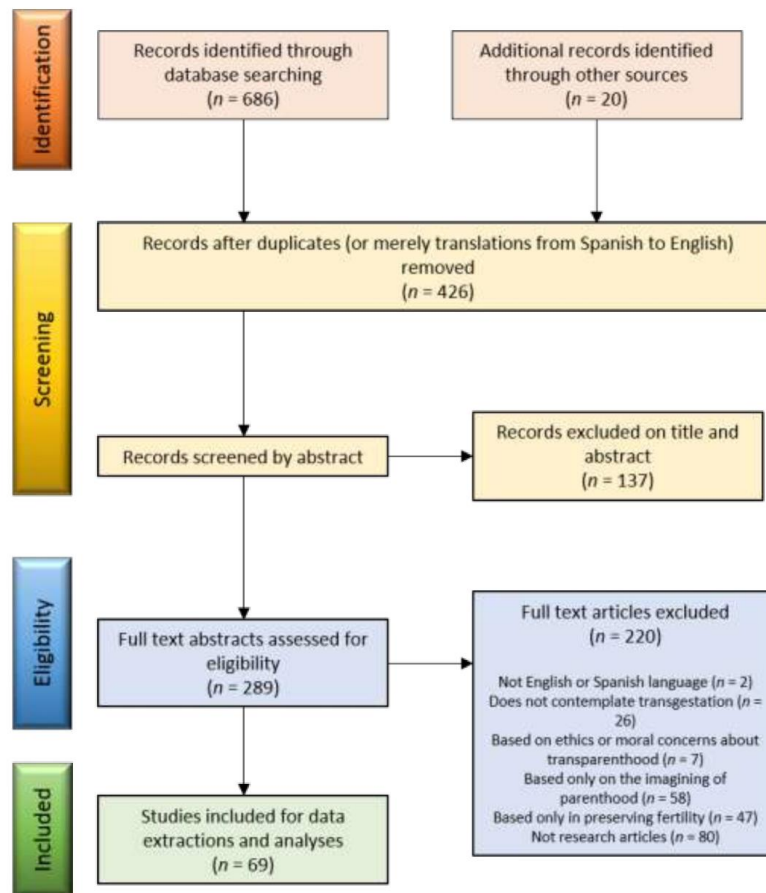 Identification
Records identified through
database searching
(n = 686)
Additional records identified
through other sources
(n = 20)
Screening
Records after duplicates (or merely translations from Spanish to English)
removed
(n = 426)
Records screened by abstract
Records excluded on title and
abstract
(n = 137)
Eligibility
Full text abstracts assessed for
eligibility
(n = 289)
Full text articles excluded
(n = 220)
Not English or Spanish language (n = 2)
Does not contemplate transgestation (n =
26)
Based on ethics or moral concerns about
transparenthood (n = 7)
Based only on the imagining of
parenthood (n = 58)
Based only in preserving fertility (n = 47)
Not research articles (n = 80)
Included
Studies included for data
extractions and analyses
(n = 69)